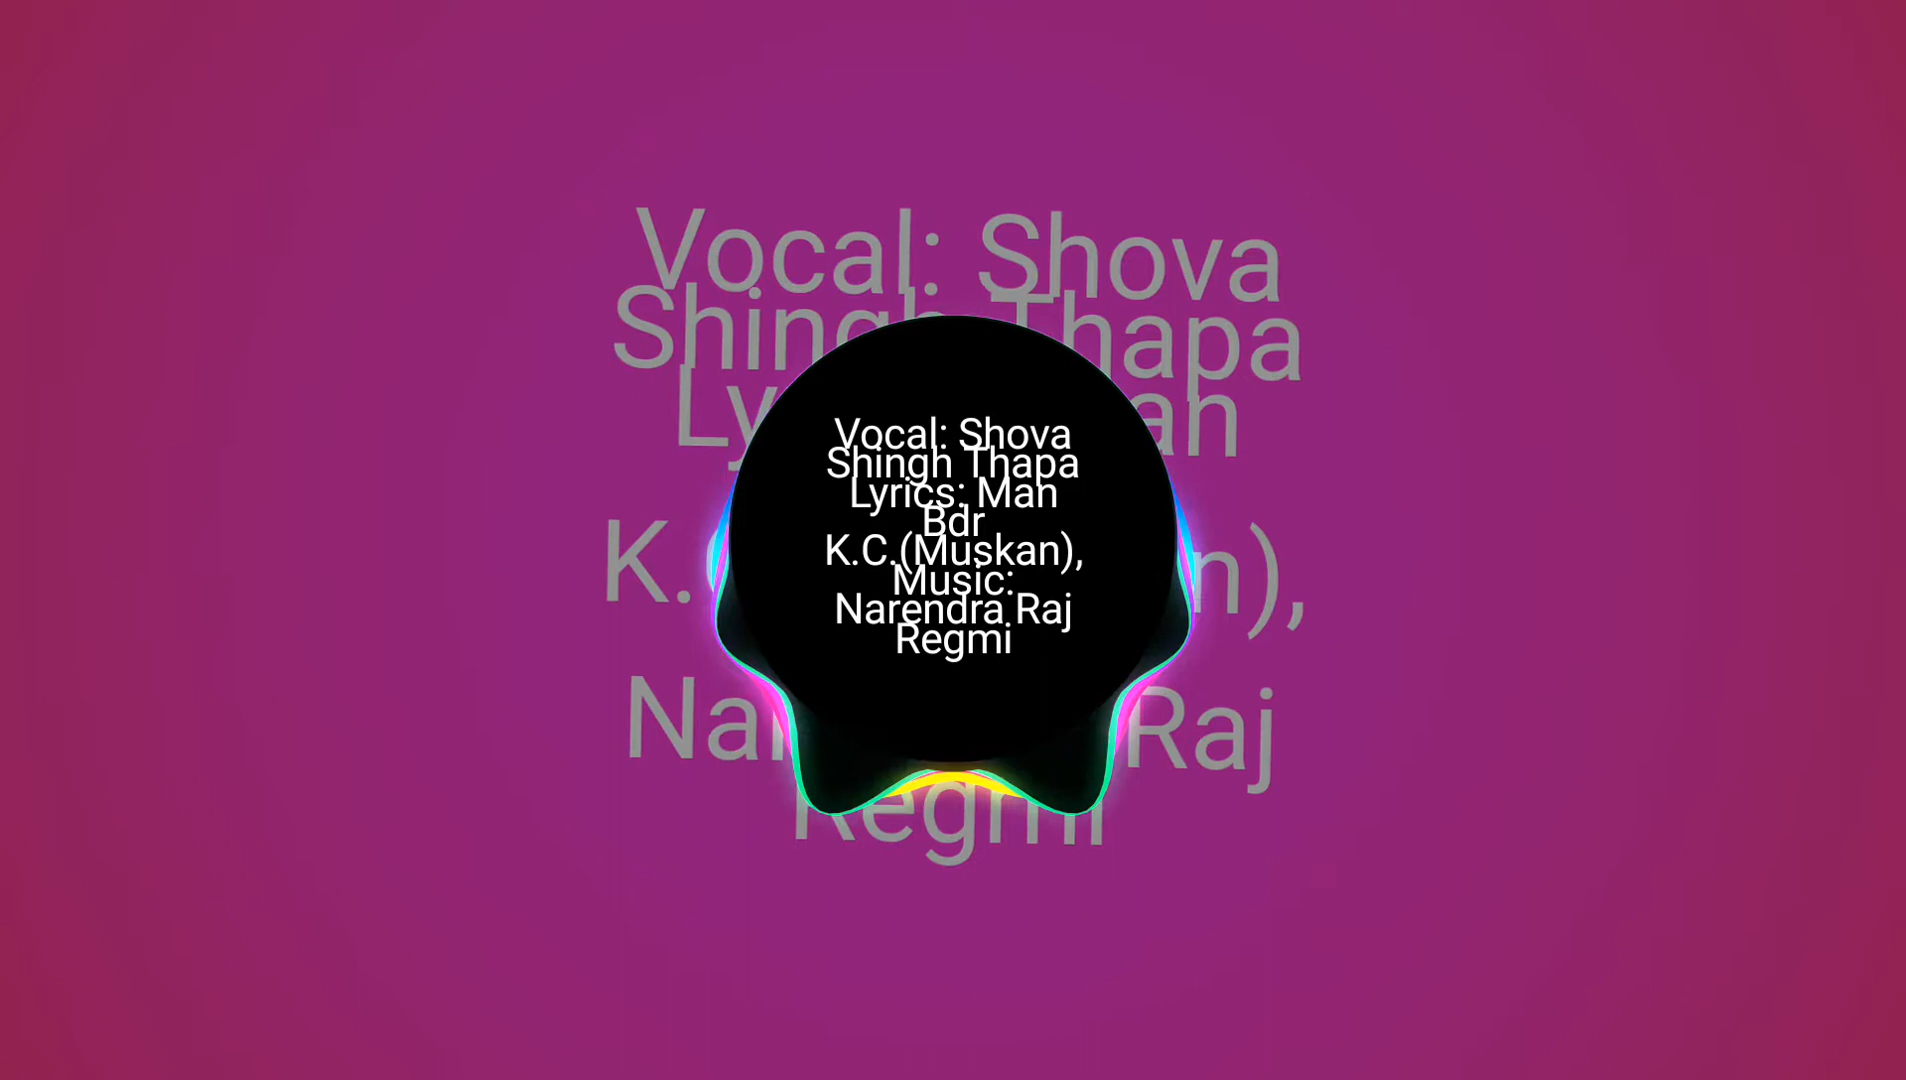 Vocal: Shova
Shingh Thapa
Lyrics: Man
Bdr
K.C.(Muskan),
Music:
Narendra Raj
Regmi